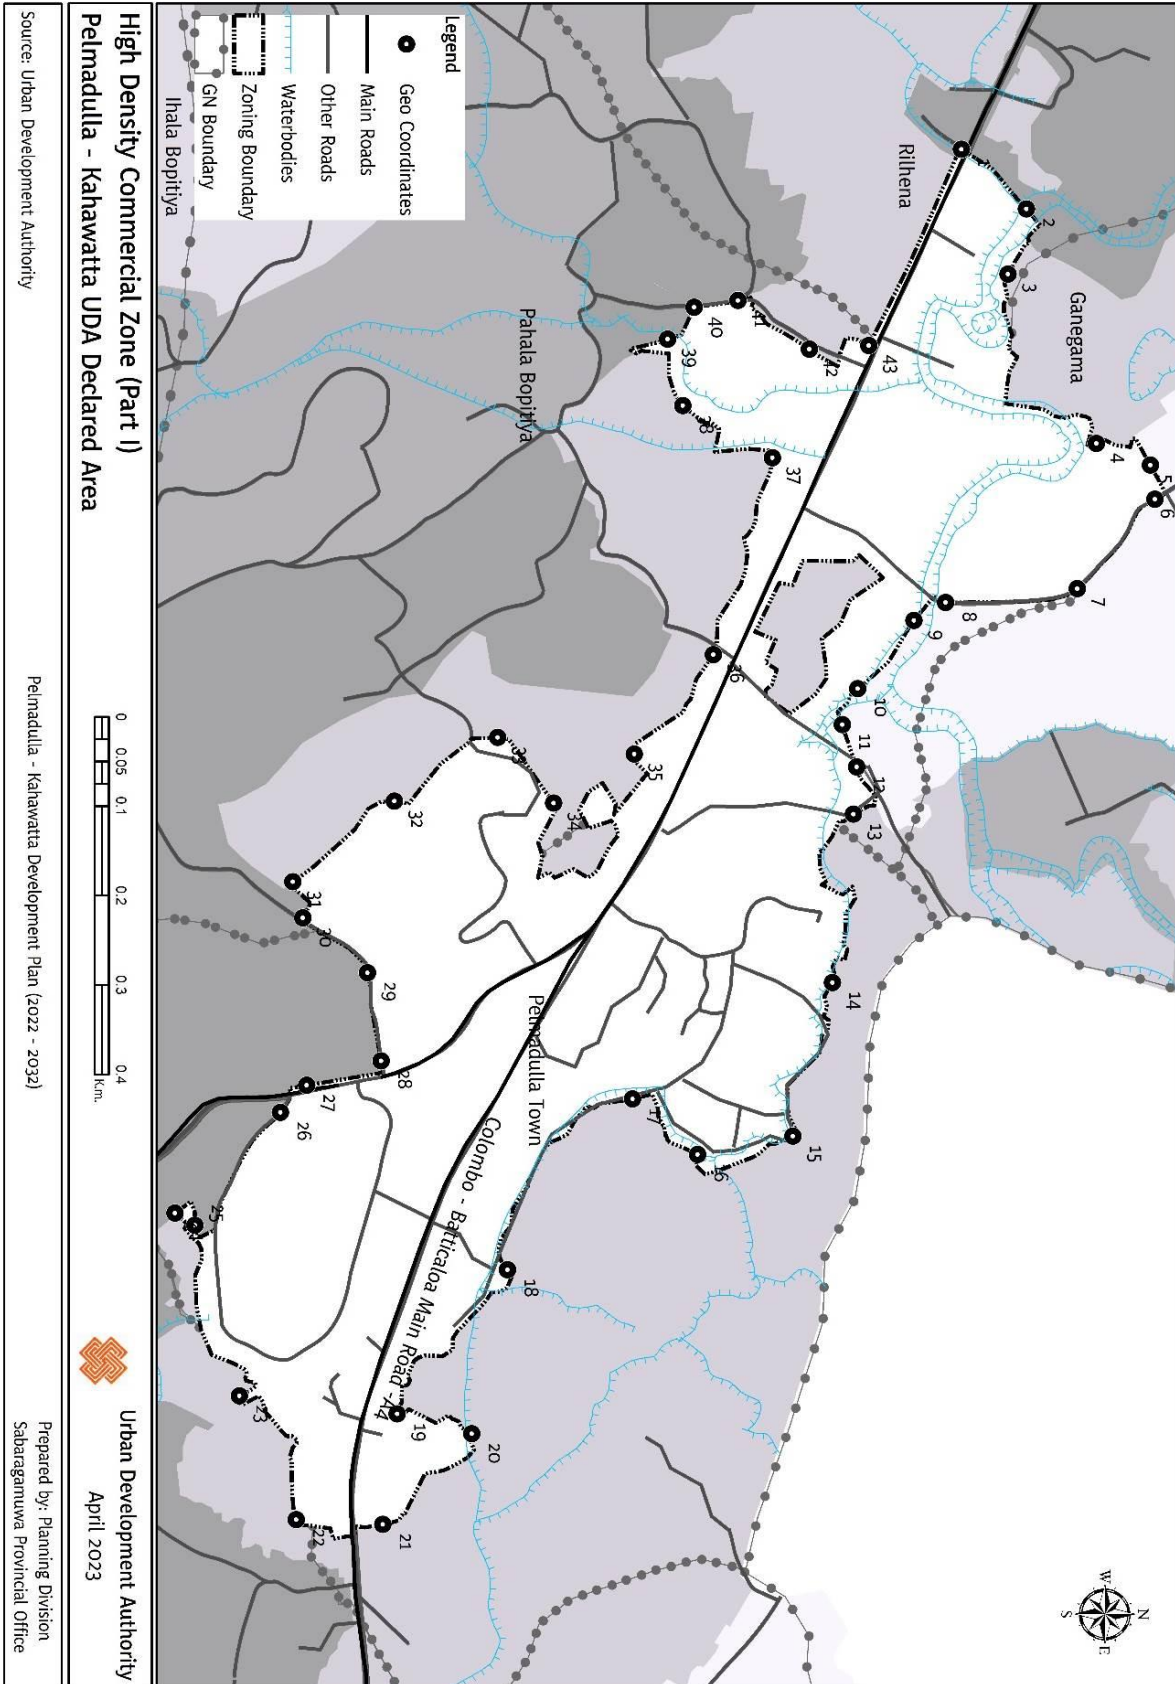 Legend
Geo Coordinates
Main Roads
Other Roads
Waterbodies
Zoning Boundary
GN Boundary
Rilhena
Ganegama
Pahala Bopitiya
Ihala Bopitiya
Pelmadulla Town
Colombo - Batticaloa Main Road -A4
1
2
3
4
5
6
7
8
9
10
11
12
13
14
15
16
17
18
19
20
21
22
23
25
26
27
28
29
30
31
32
33
34
35
36
37
38
39
40
41
42
43
N
W
E
S
High Density Commercial Zone (Part I)
Pelmadulla - Kahawatta UDA Declared Area
0 0.05 0.1 0.2 0.3 0.4
K.m.
Urban Development Authority
April 2023
Source: Urban Development Authority
Pelmadulla - Kahawatta Development Plan (2022 - 2032)
Prepared by: Planning Division
Sabaragamuwa Provincial Office